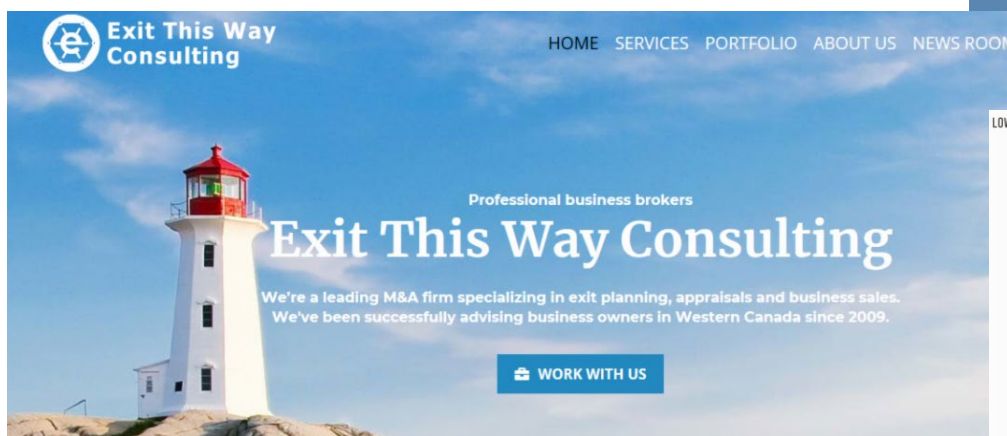 Exit This Way
Consulting
HOME SERVICES PORTFOLIO ABOUT US NEWS ROOM
Professional business brokers
Exit This Way Consulting
We're a leading M&A firm specializing in exit planning, appraisals and business sales.
We've been successfully advising business owners in Western Canada since 2009.
WORK WITH US